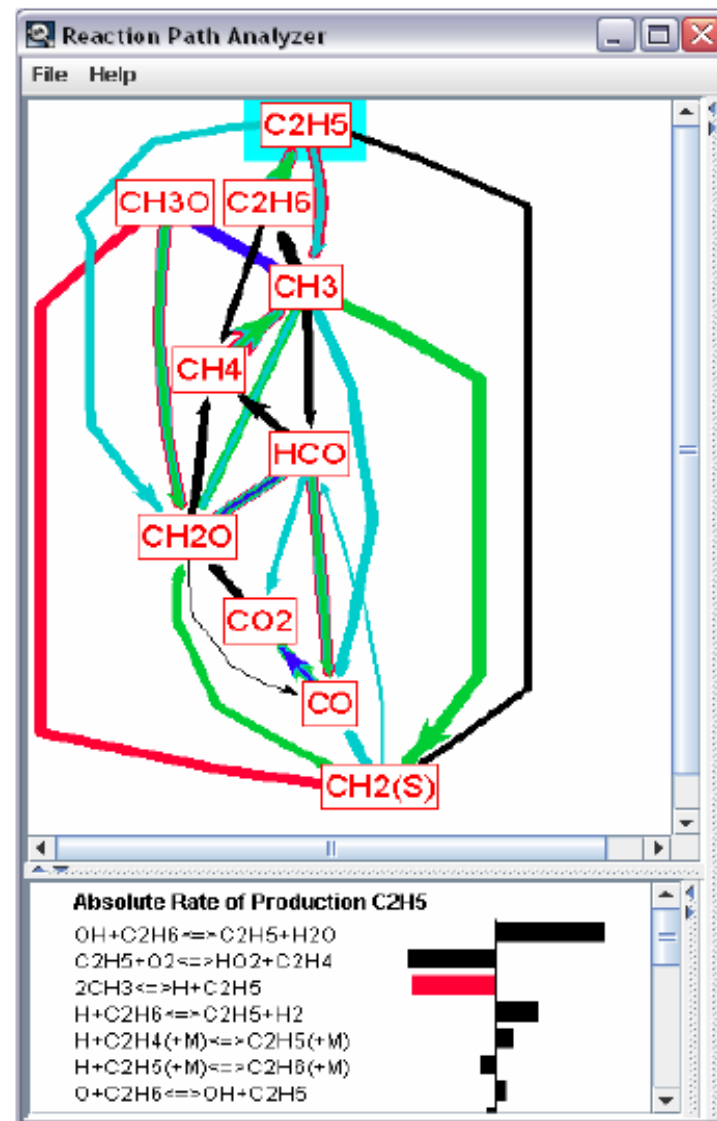 Reaction Path Analyzer
File Help
C2H5
CH3O C2H6
CH3
CH4
HCO
CH2O
CO2
CO
CH2(S)
Absolute Rate of Production C2H5
OH+C2H6<=>C2H5+H2O
C2H5+O2<=>HO2+C2H4
2CH3<=>H+C2H5
H+C2H6<=>C2H5+H2
H+C2H4(+M)<=>C2H5(+M)
H+C2H5(+M)<=>C2H6(+M)
O+C2H6<=>OH+C2H5